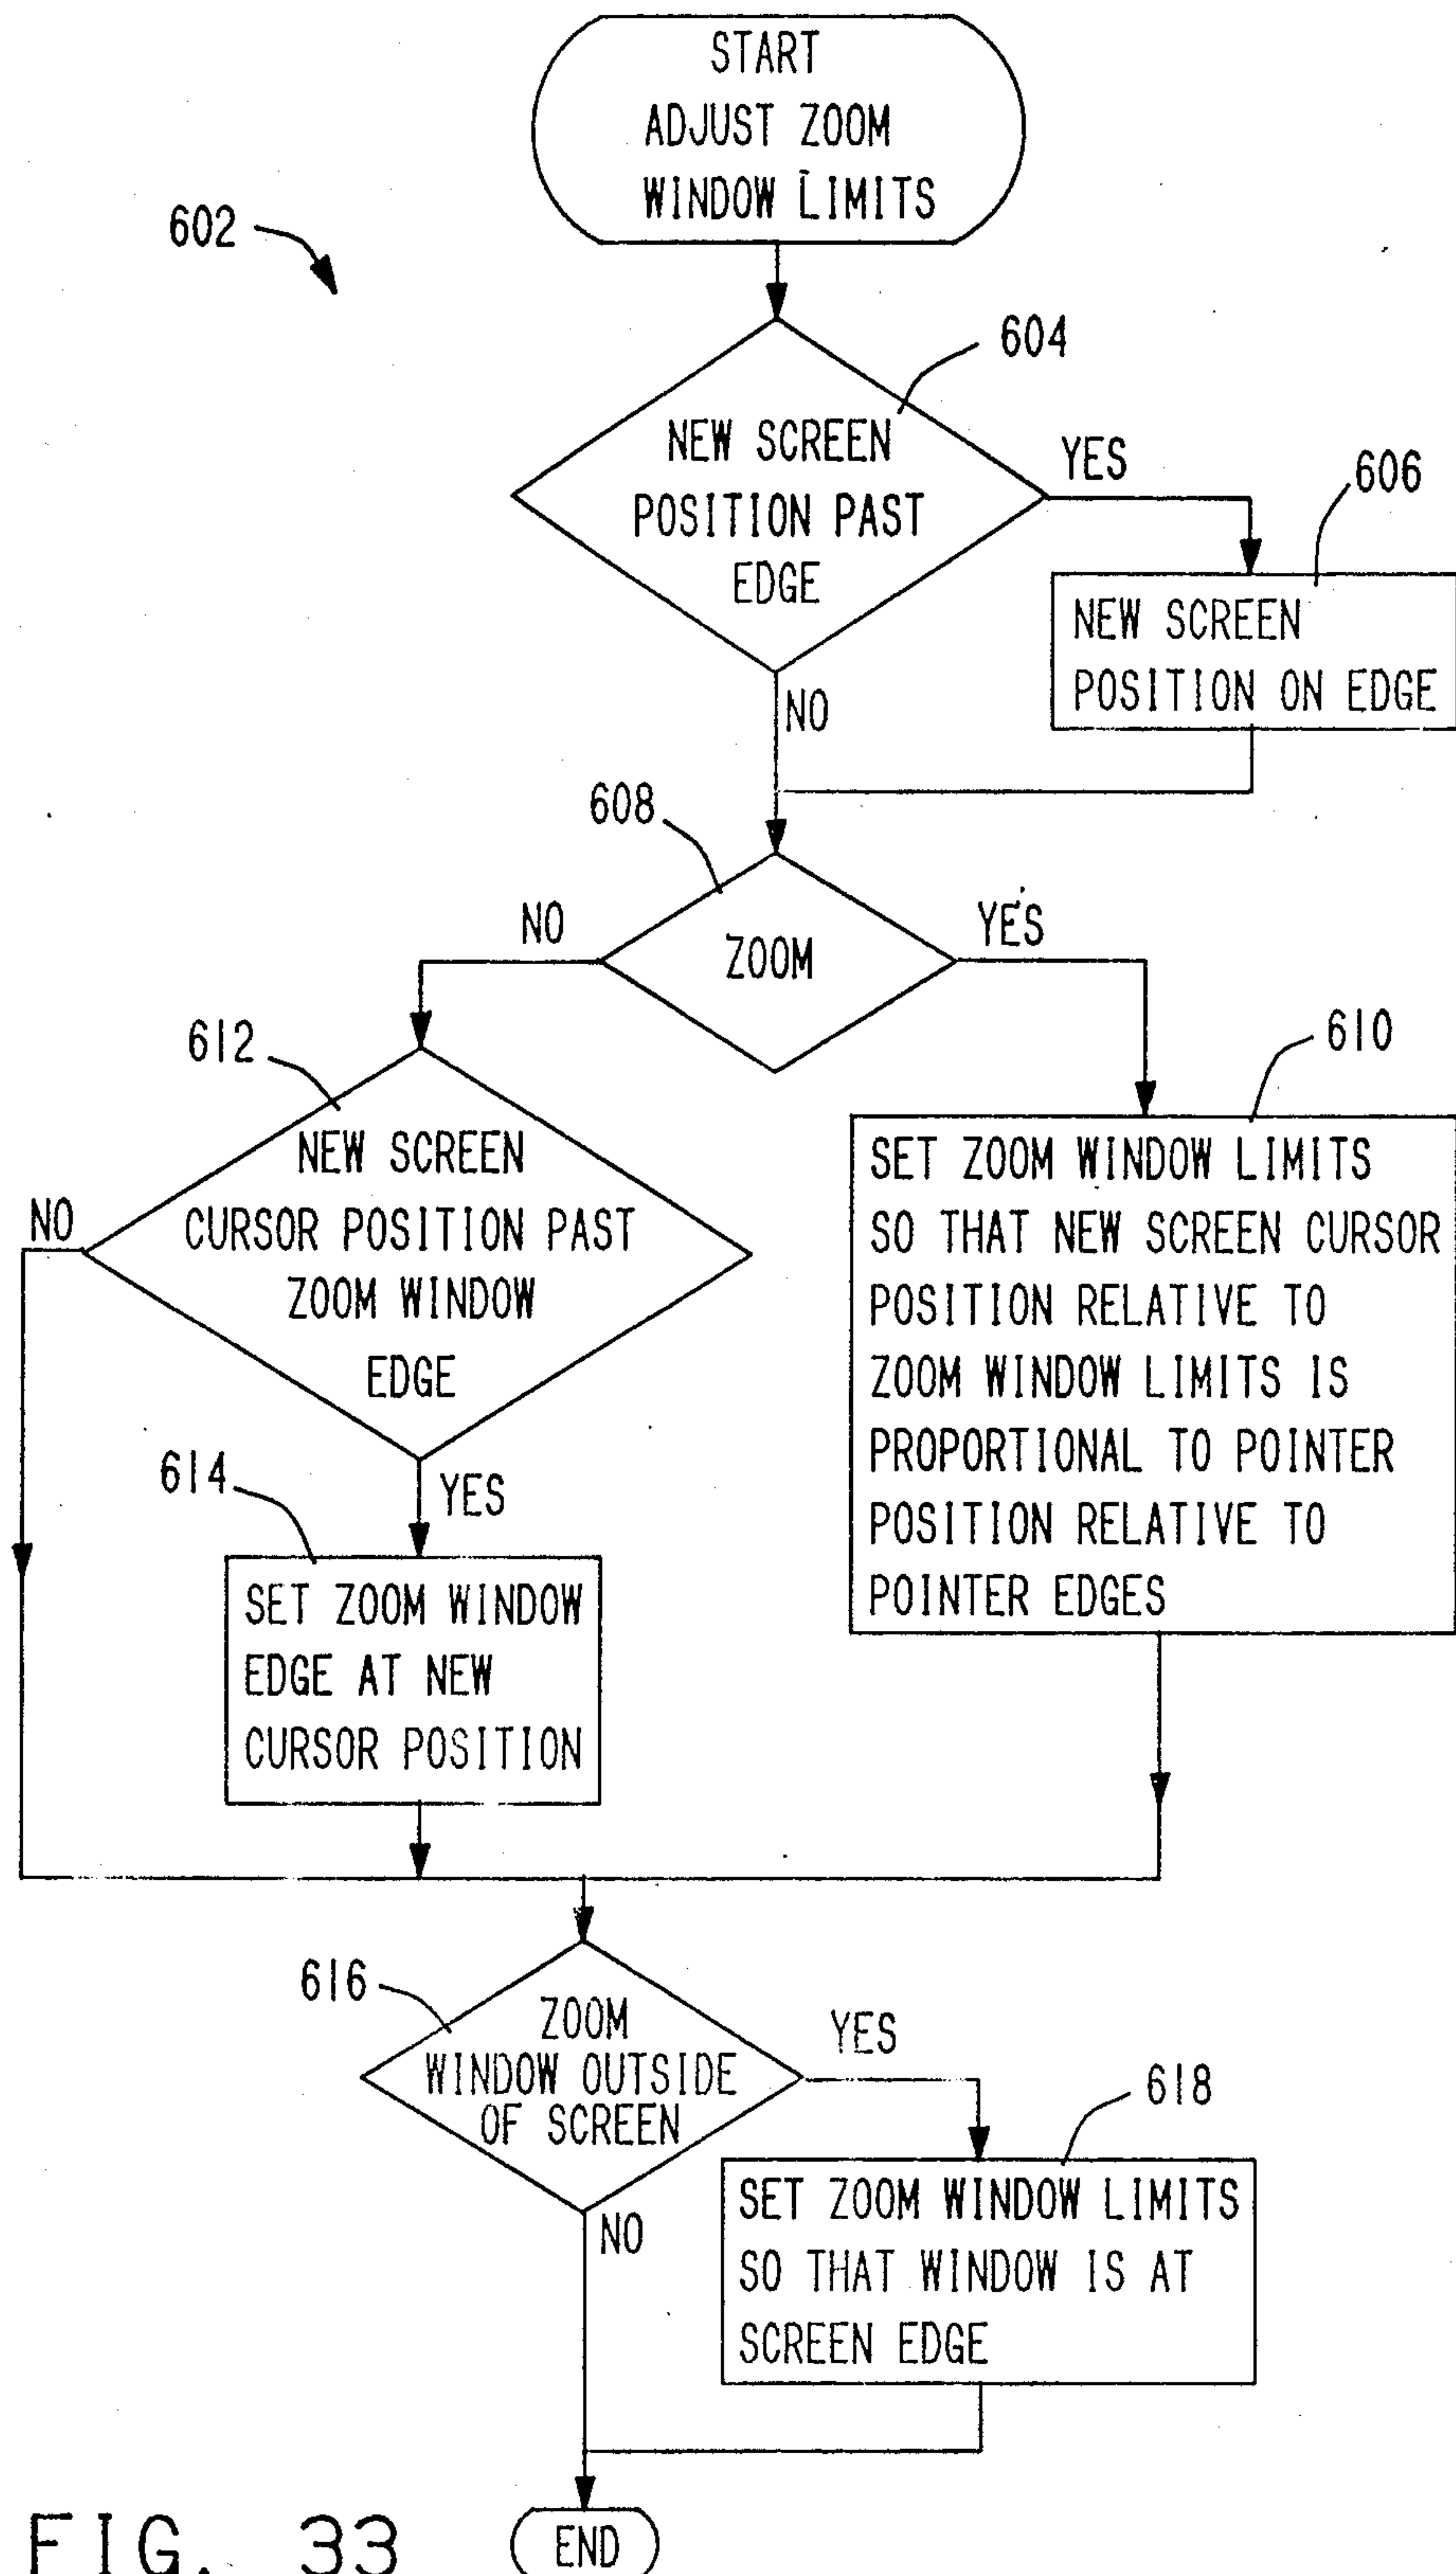 START
ADJUST ZOOM
WINDOW LIMITS
602
604
NEW SCREEN
POSITION PAST
EDGE
YES
606
NEW SCREEN
POSITION ON EDGE
NO
608
ZOOM
NO
YES
612
NEW SCREEN
CURSOR POSITION PAST
ZOOM WINDOW
EDGE
NO
610
SET ZOOM WINDOW LIMITS
SO THAT NEW SCREEN CURSOR
POSITION RELATIVE TO
ZOOM WINDOW LIMITS IS
PROPORTIONAL TO POINTER
POSITION RELATIVE TO
POINTER EDGES
614
YES
SET ZOOM WINDOW
EDGE AT NEW
CURSOR POSITION
616
ZOOM
WINDOW OUTSIDE
OF SCREEN
YES
618
SET ZOOM WINDOW LIMITS
SO THAT WINDOW IS AT
SCREEN EDGE
NO
END
FIG. 33